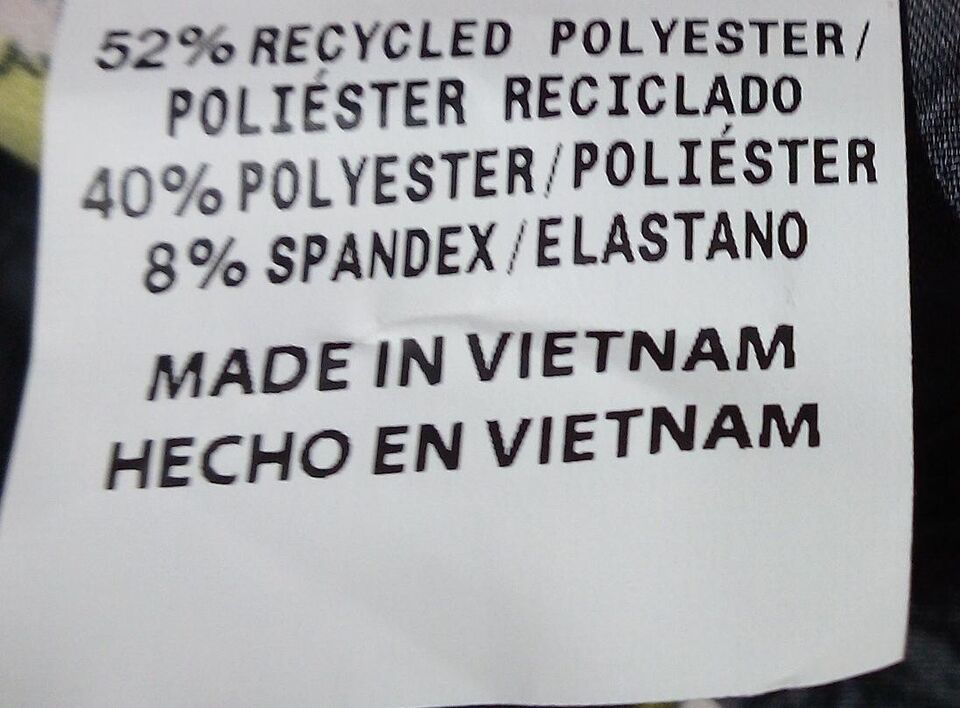 52% RECYCLED POLYESTER/
POLIÉSTER RECICLADO
40% POLYESTER/POLIÉSTER
8% SPANDEX/ELASTANO
MADE IN VIETNAM
HECHO EN VIETNAM